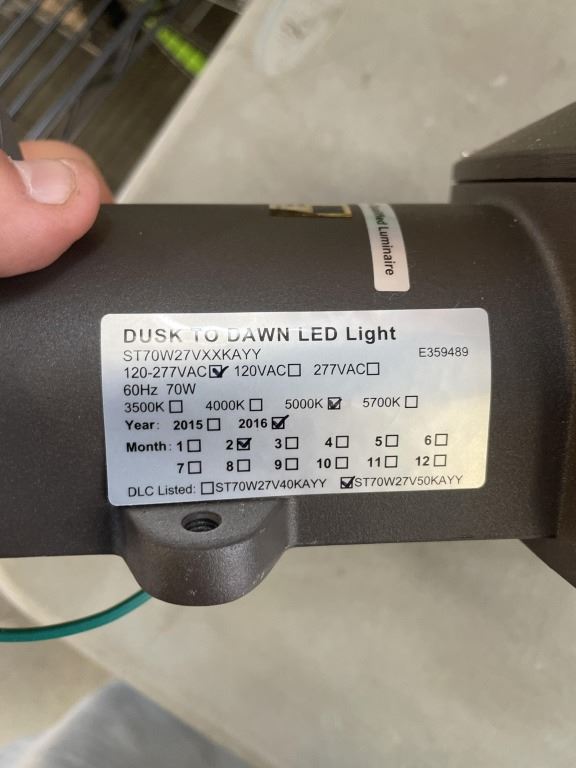 Luminaire
DUSK TO DAWN LED Light
ST70W27VXXKAYY E359489
120-277VAC☑ 120VAC☐ 277VAC☐
60Hz 70W
3500K☐ 4000K☐ 5000K☑ 5700K☐
Year: 2015☐ 2016☑
Month: 1☐ 2☑ 3☐ 4☐ 5☐ 6☐
7☐ 8☐ 9☐ 10☐ 11☐ 12☐
DLC Listed: ☐ST70W27V40KAYY ☑ST70W27V50KAYY